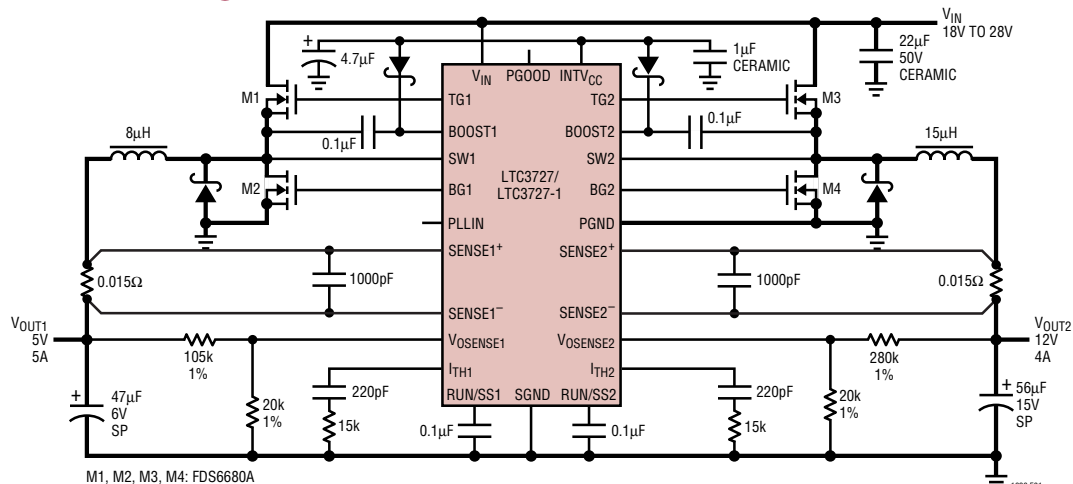 V_IN
18V TO 28V
22µF
50V
CERAMIC
1µF
CERAMIC
4.7µF
+
V_IN
PGOOD
INTV_CC
M1
TG1
TG2
M3
8µH
0.1µF
BOOST1
BOOST2
0.1µF
15µH
SW1
SW2
LTC3727/
LTC3727-1
M2
BG1
BG2
M4
PLLIN
PGND
SENSE1+
SENSE2+
0.015Ω
1000pF
1000pF
0.015Ω
SENSE1−
SENSE2−
V_OUT1
5V
5A
V_OSENSE1
V_OSENSE2
V_OUT2
12V
4A
105k
1%
280k
1%
I_TH1
I_TH2
+
47µF
6V
SP
20k
1%
220pF
15k
RUN/SS1
SGND
RUN/SS2
220pF
15k
20k
1%
+
56µF
15V
SP
0.1µF
0.1µF
M1, M2, M3, M4: FDS6680A